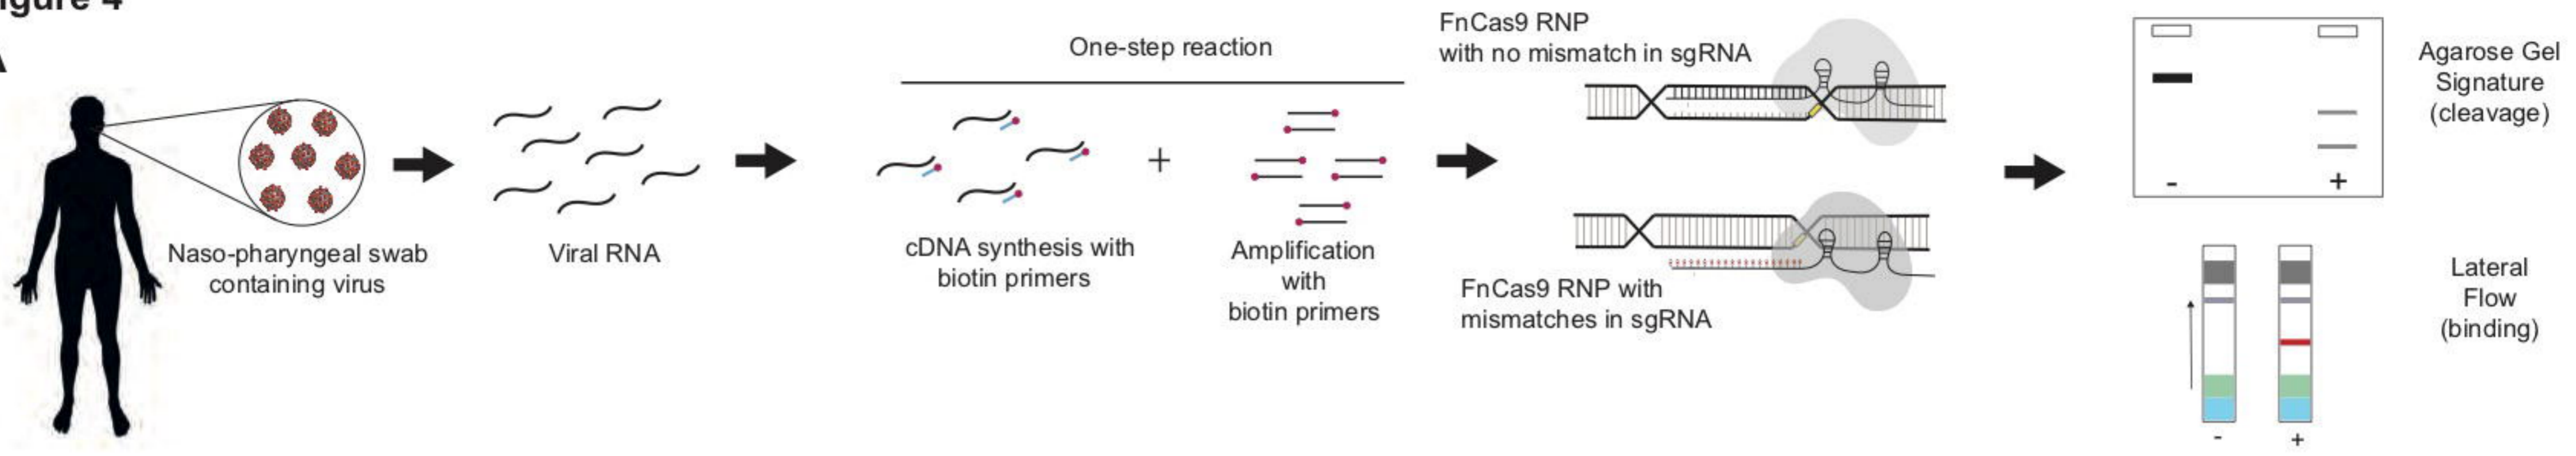 One-step reaction
Naso-pharyngeal swab
containing virus
Viral RNA
cDNA synthesis with
biotin primers
+
Amplification
with
biotin primers
FnCas9 RNP
with no mismatch in sgRNA
FnCas9 RNP with
mismatches in sgRNA
- +
Agarose Gel
Signature
(cleavage)
- +
Lateral
Flow
(binding)